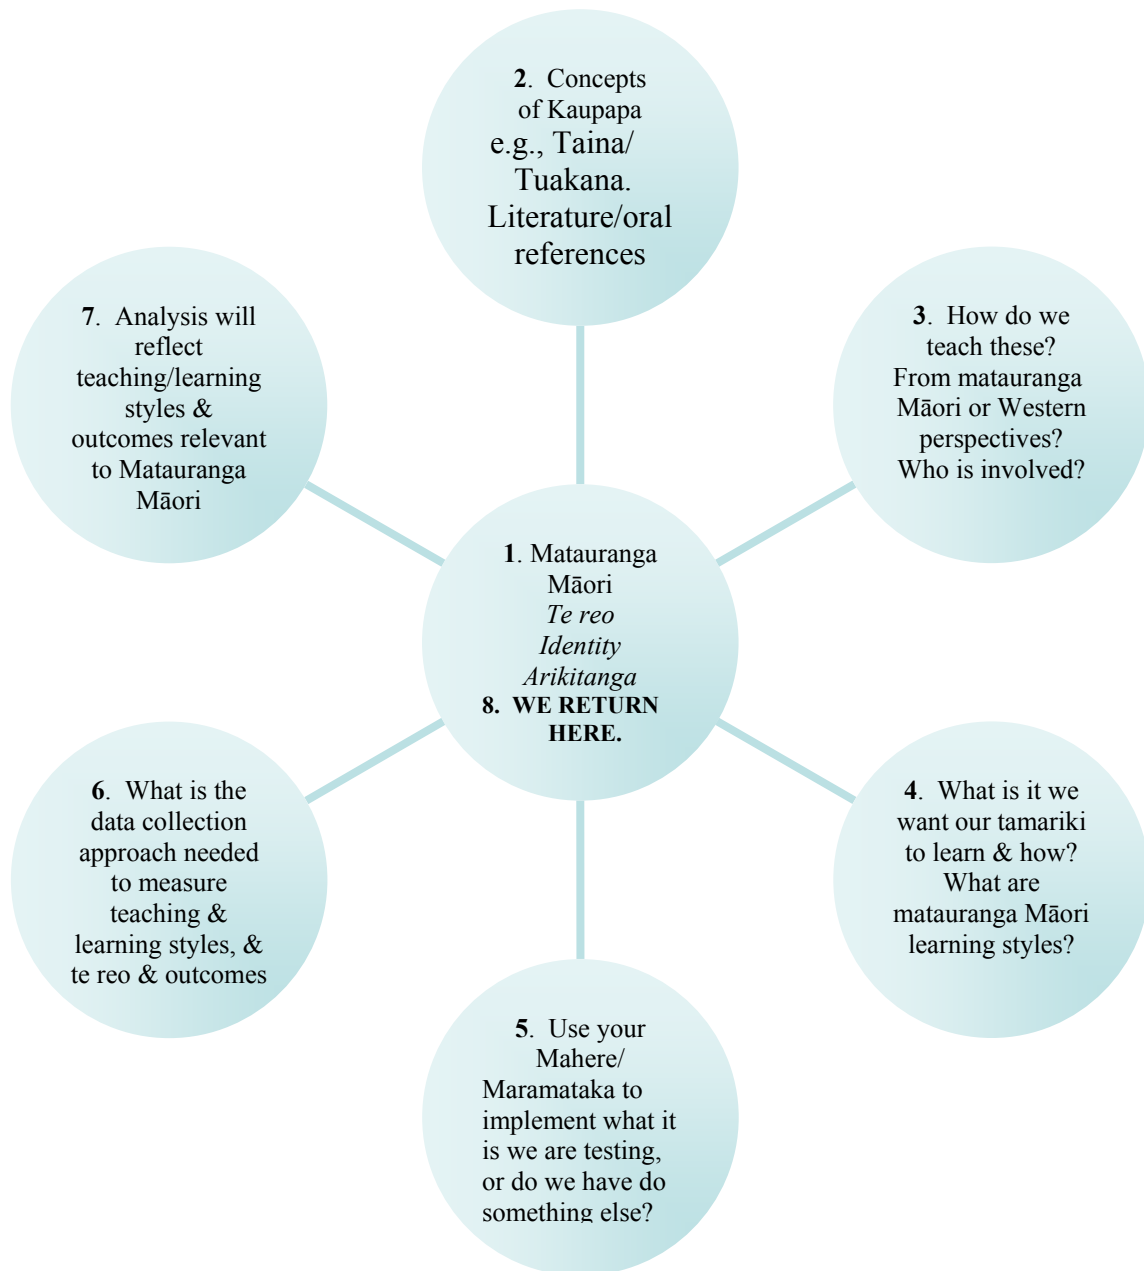 2. Concepts
of Kaupapa
e.g., Taina/
Tuakana.
Literature/oral
references
7. Analysis will
reflect
teaching/learning
styles &
outcomes relevant
to Matauranga
Māori
3. How do we
teach these?
From matauranga
Māori or Western
perspectives?
Who is involved?
1. Matauranga
Māori
Te reo
Identity
Arikitanga
8. WE RETURN
HERE.
6. What is the
data collection
approach needed
to measure
teaching &
learning styles, &
te reo & outcomes
4. What is it we
want our tamariki
to learn & how?
What are
matauranga Māori
learning styles?
5. Use your
Mahere/
Maramataka to
implement what it
is we are testing,
or do we have do
something else?